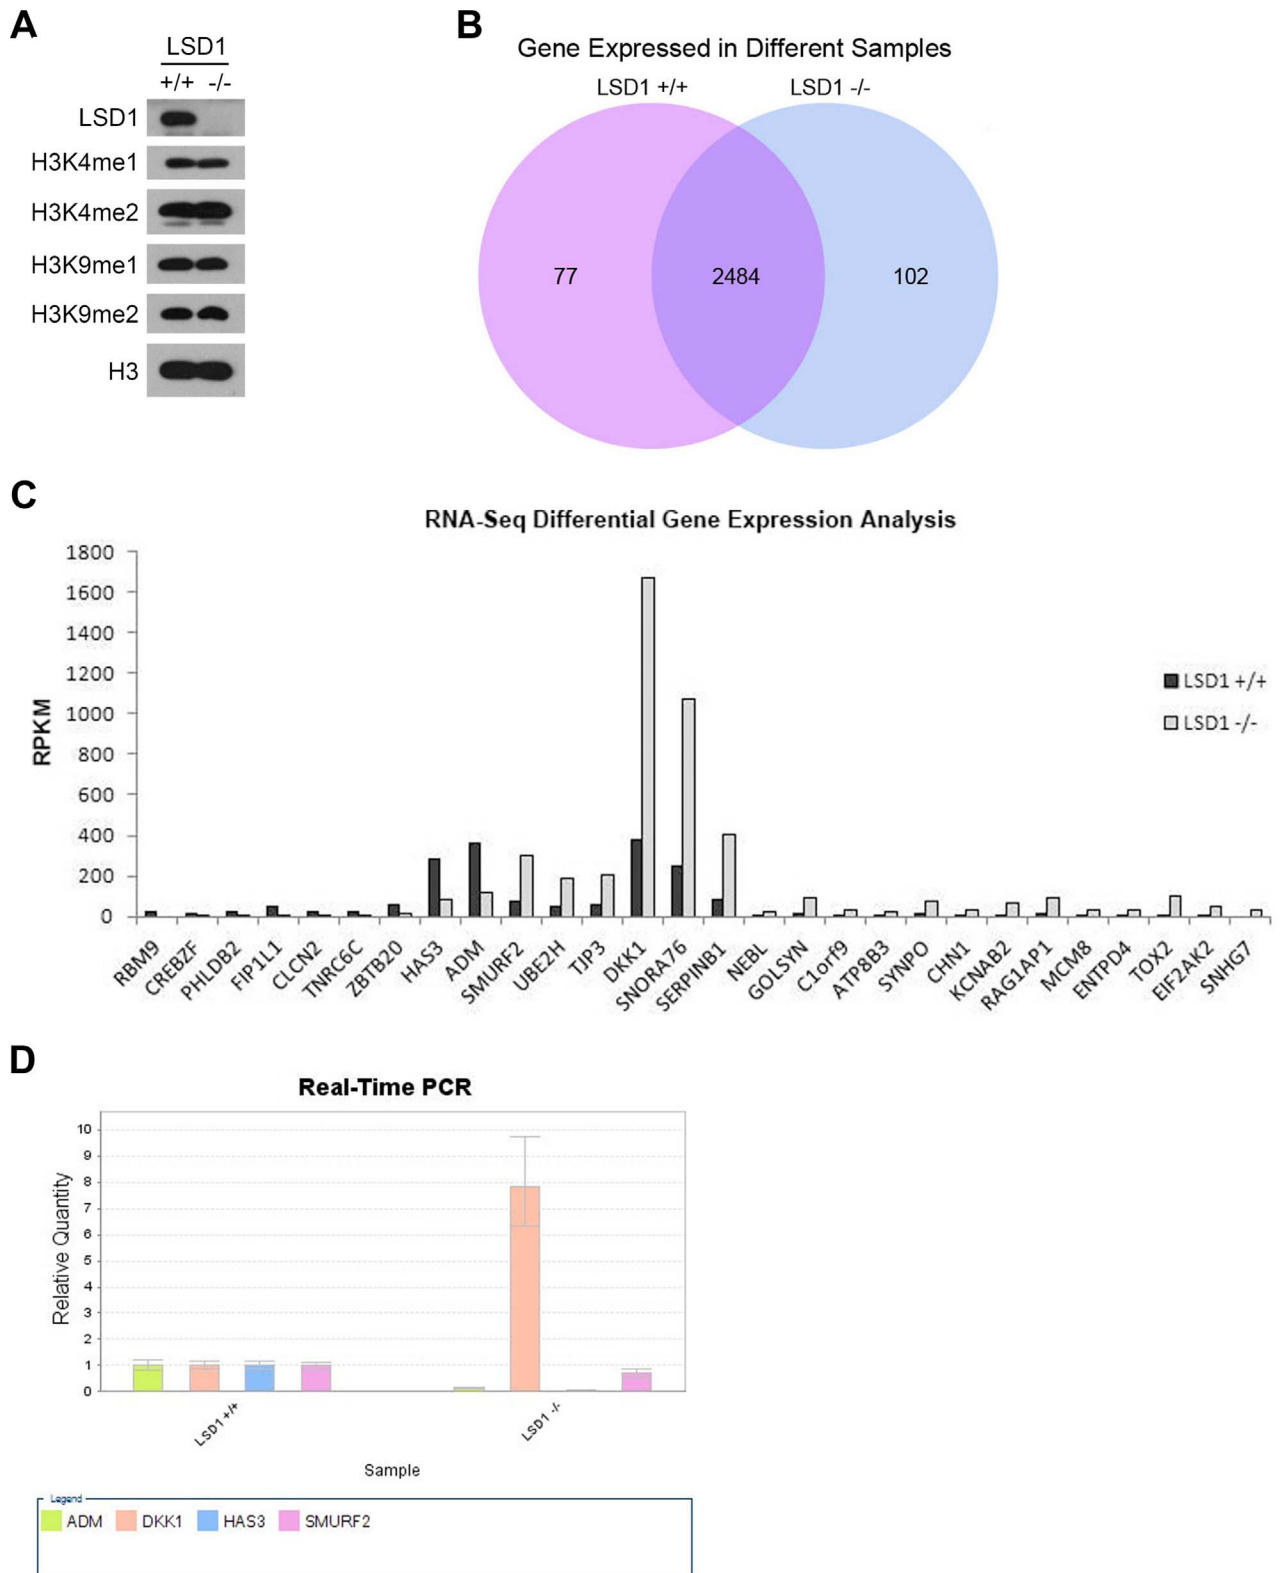 A
LSD1
+/+ -/-
LSD1
H3K4me1
H3K4me2
H3K9me1
H3K9me2
H3
B
Gene Expressed in Different Samples
LSD1 +/+ LSD1 -/-
77 2484 102
C
RNA-Seq Differential Gene Expression Analysis
1800
1600
1400
1200
1000
800
600
400
200
0
RPKM
LSD1 +/+
LSD1 -/-
RBM9 CREBZF PHLDB2 FIP1L1 CLCN2 TNRC6C ZBTB20 HAS3 ADM SMURF2 UBE2H TJP3 DKK1 SNORA76 SERPINB1 NEBL GOLSYN C1orf9 ATP8B3 SYNPO CHN1 KCNAB2 RAG1AP1 MCM8 ENTPD4 TOX2 EIF2AK2 SNHG7
D
Real-Time PCR
10
9
8
7
6
5
4
3
2
1
0
Relative Quantity
LSD1 +/+ LSD1 -/-
Sample
Legend
ADM DKK1 HAS3 SMURF2